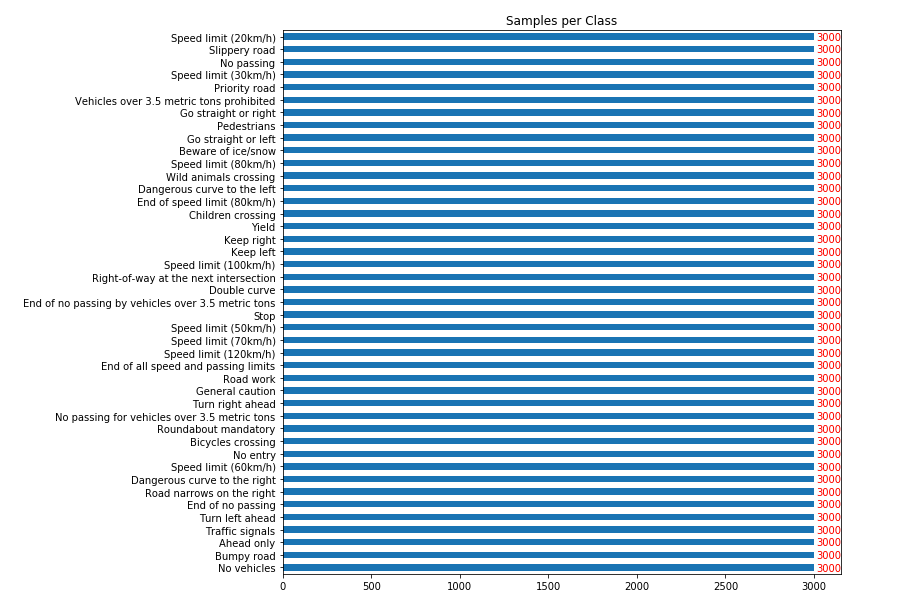 Samples per Class
Speed limit (20km/h) 3000
Slippery road 3000
No passing 3000
Speed limit (30km/h) 3000
Priority road 3000
Vehicles over 3.5 metric tons prohibited 3000
Go straight or right 3000
Pedestrians 3000
Go straight or left 3000
Beware of ice/snow 3000
Speed limit (80km/h) 3000
Wild animals crossing 3000
Dangerous curve to the left 3000
End of speed limit (80km/h) 3000
Children crossing 3000
Yield 3000
Keep right 3000
Keep left 3000
Speed limit (100km/h) 3000
Right-of-way at the next intersection 3000
Double curve 3000
End of no passing by vehicles over 3.5 metric tons 3000
Stop 3000
Speed limit (50km/h) 3000
Speed limit (70km/h) 3000
Speed limit (120km/h) 3000
End of all speed and passing limits 3000
Road work 3000
General caution 3000
Turn right ahead 3000
No passing for vehicles over 3.5 metric tons 3000
Roundabout mandatory 3000
Bicycles crossing 3000
No entry 3000
Speed limit (60km/h) 3000
Dangerous curve to the right 3000
Road narrows on the right 3000
End of no passing 3000
Turn left ahead 3000
Traffic signals 3000
Ahead only 3000
Bumpy road 3000
No vehicles 3000
0 500 1000 1500 2000 2500 3000